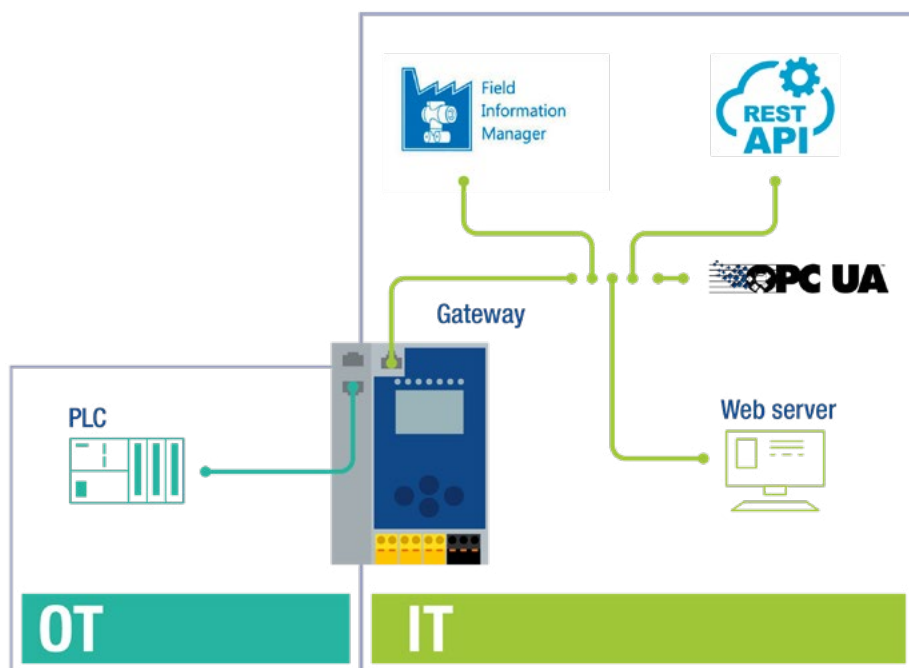 Field
Information
Manager
REST
API
OPC UA
Gateway
PLC
Web server
OT
IT